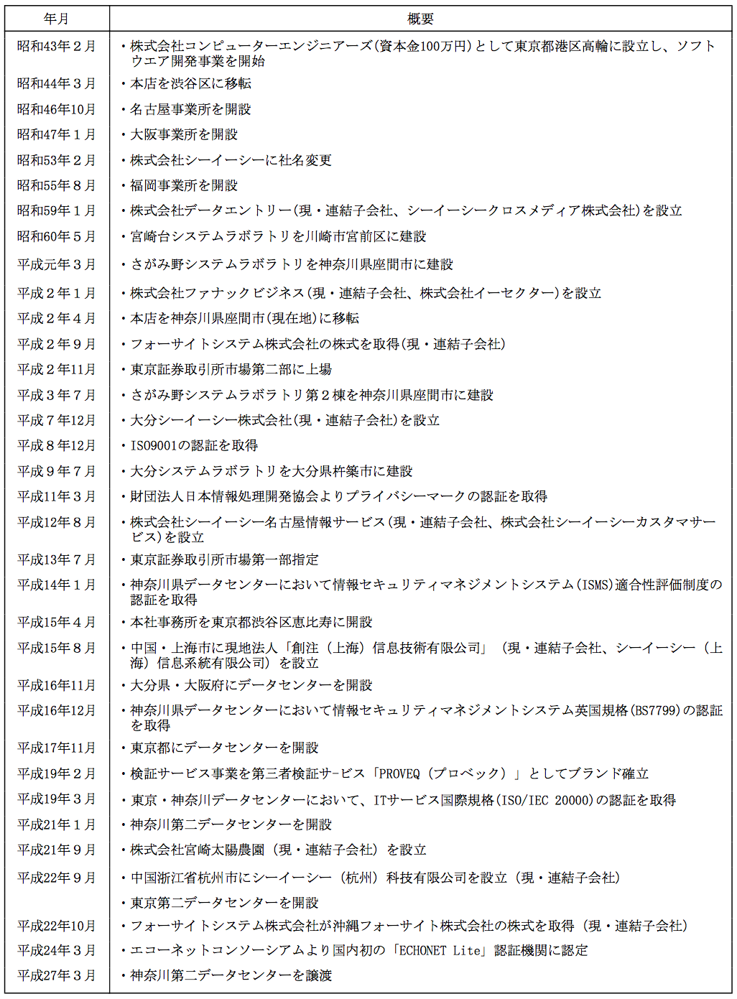 年月 概要
昭和43年２月 ・株式会社コンピューターエンジニアーズ(資本金100万円)として東京都港区高輪に設立し、ソフト
ウエア開発事業を開始
昭和44年３月 ・本店を渋谷区に移転
昭和46年10月 ・名古屋事業所を開設
昭和47年１月 ・大阪事業所を開設
昭和53年２月 ・株式会社シーイーシーに社名変更
昭和55年８月 ・福岡事業所を開設
昭和59年１月 ・株式会社データエントリー(現・連結子会社、シーイーシークロスメディア株式会社)を設立
昭和60年５月 ・宮崎台システムラボラトリを川崎市宮前区に建設
平成元年３月 ・さがみ野システムラボラトリを神奈川県座間市に建設
平成２年１月 ・株式会社ファナックビジネス(現・連結子会社、株式会社イーセクター)を設立
平成２年４月 ・本店を神奈川県座間市(現在地)に移転
平成２年９月 ・フォーサイトシステム株式会社の株式を取得(現・連結子会社)
平成２年11月 ・東京証券取引所市場第二部に上場
平成３年７月 ・さがみ野システムラボラトリ第２棟を神奈川県座間市に建設
平成７年12月 ・大分シーイーシー株式会社(現・連結子会社)を設立
平成８年12月 ・ISO9001の認証を取得
平成９年７月 ・大分システムラボラトリを大分県杵築市に建設
平成11年３月 ・財団法人日本情報処理開発協会よりプライバシーマークの認証を取得
平成12年８月 ・株式会社シーイーシー名古屋情報サービス(現・連結子会社、株式会社シーイーシーカスタマサー
ビス)を設立
平成13年７月 ・東京証券取引所市場第一部指定
平成14年１月 ・神奈川県データセンターにおいて情報セキュリティマネジメントシステム(ISMS)適合性評価制度の
認証を取得
平成15年４月 ・本社事務所を東京都渋谷区恵比寿に開設
平成15年８月 ・中国・上海市に現地法人「創注（上海）信息技術有限公司」（現・連結子会社、シーイーシー（上
海）信息系統有限公司）を設立
平成16年11月 ・大分県・大阪府にデータセンターを開設
平成16年12月 ・神奈川県データセンターにおいて情報セキュリティマネジメントシステム英国規格(BS7799)の認証
を取得
平成17年11月 ・東京都にデータセンターを開設
平成19年２月 ・検証サービス事業を第三者検証サービス「PROVEQ（プロベック）」としてブランド確立
平成19年３月 ・東京・神奈川データセンターにおいて、ITサービス国際規格(ISO/IEC 20000)の認証を取得
平成21年１月 ・神奈川第二データセンターを開設
平成21年９月 ・株式会社宮崎太陽農園（現・連結子会社）を設立
平成22年９月 ・中国浙江省杭州市にシーイーシー（杭州）科技有限公司を設立（現・連結子会社）
・東京第二データセンターを開設
平成22年10月 ・フォーサイトシステム株式会社が沖縄フォーサイト株式会社の株式を取得（現・連結子会社）
平成24年３月 ・エコーネットコンソーシアムより国内初の「ECHONET Lite」認証機関に認定
平成27年３月 ・神奈川第二データセンターを譲渡